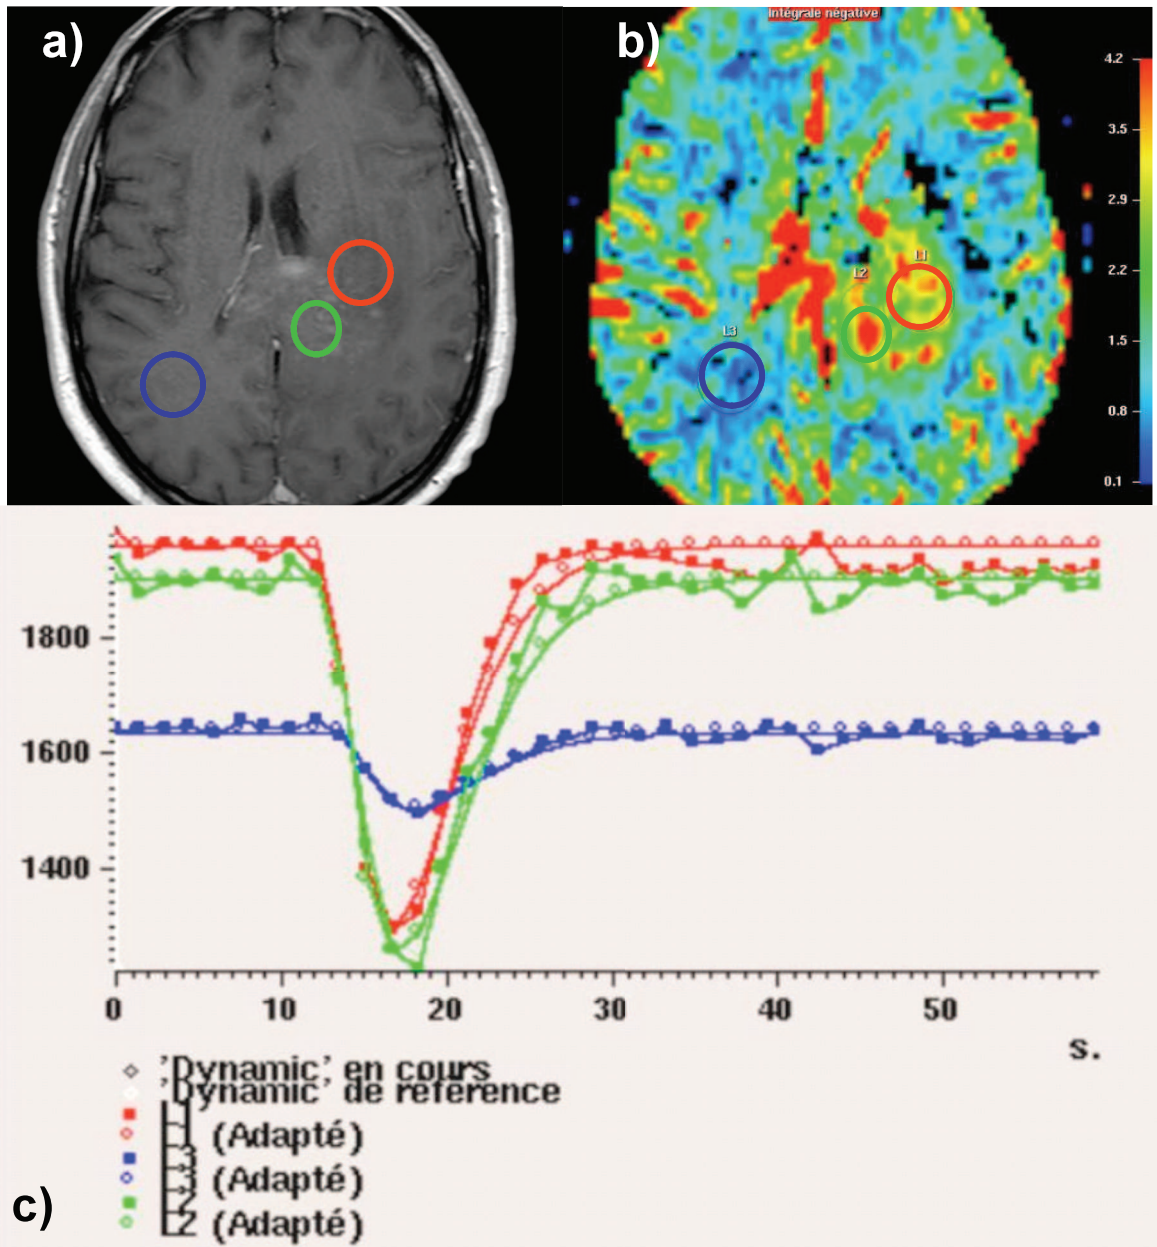 a)
b)
Intégrale négative
4.2
3.5
2.9
2.2
1.5
0.8
0.1
L1
L2
L3
1800
1600
1400
0 10 20 30 40 50
s.
'Dynamic' en cours
'Dynamic' de référence
L1
(Adapté)
L3
(Adapté)
L2
L2 (Adapté)
c)